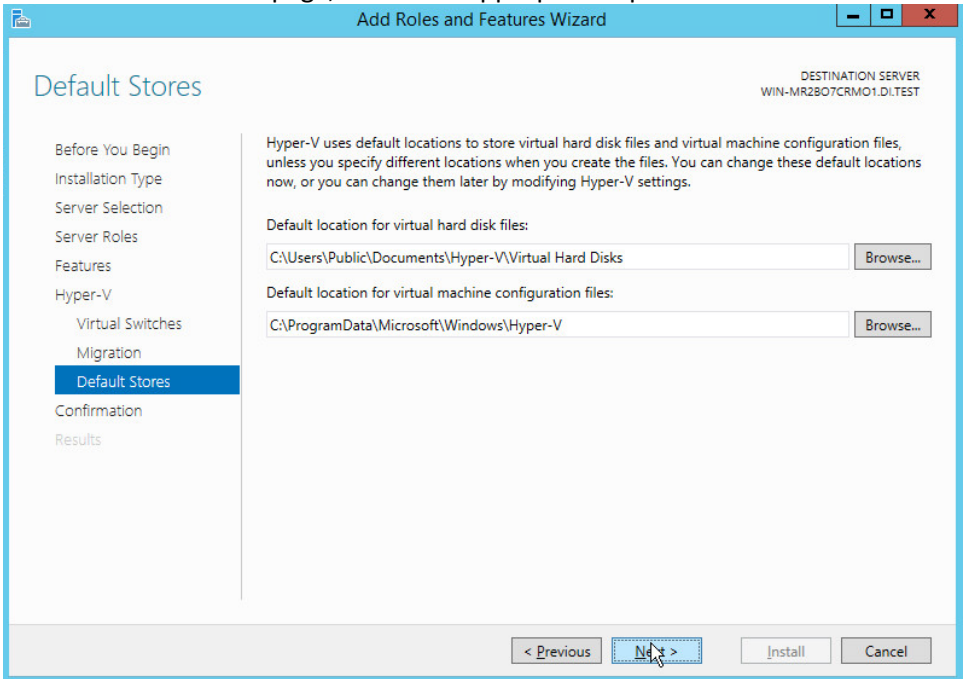 Add Roles and Features Wizard
Default Stores
DESTINATION SERVER
WIN-MR2BO7CRMO1.DI.TEST
Before You Begin
Installation Type
Server Selection
Server Roles
Features
Hyper-V
Virtual Switches
Migration
Default Stores
Confirmation
Results
Hyper-V uses default locations to store virtual hard disk files and virtual machine configuration files,
unless you specify different locations when you create the files. You can change these default locations
now, or you can change them later by modifying Hyper-V settings.
Default location for virtual hard disk files:
C:\Users\Public\Documents\Hyper-V\Virtual Hard Disks
Browse...
Default location for virtual machine configuration files:
C:\ProgramData\Microsoft\Windows\Hyper-V
Browse...
< Previous
Next >
Install
Cancel